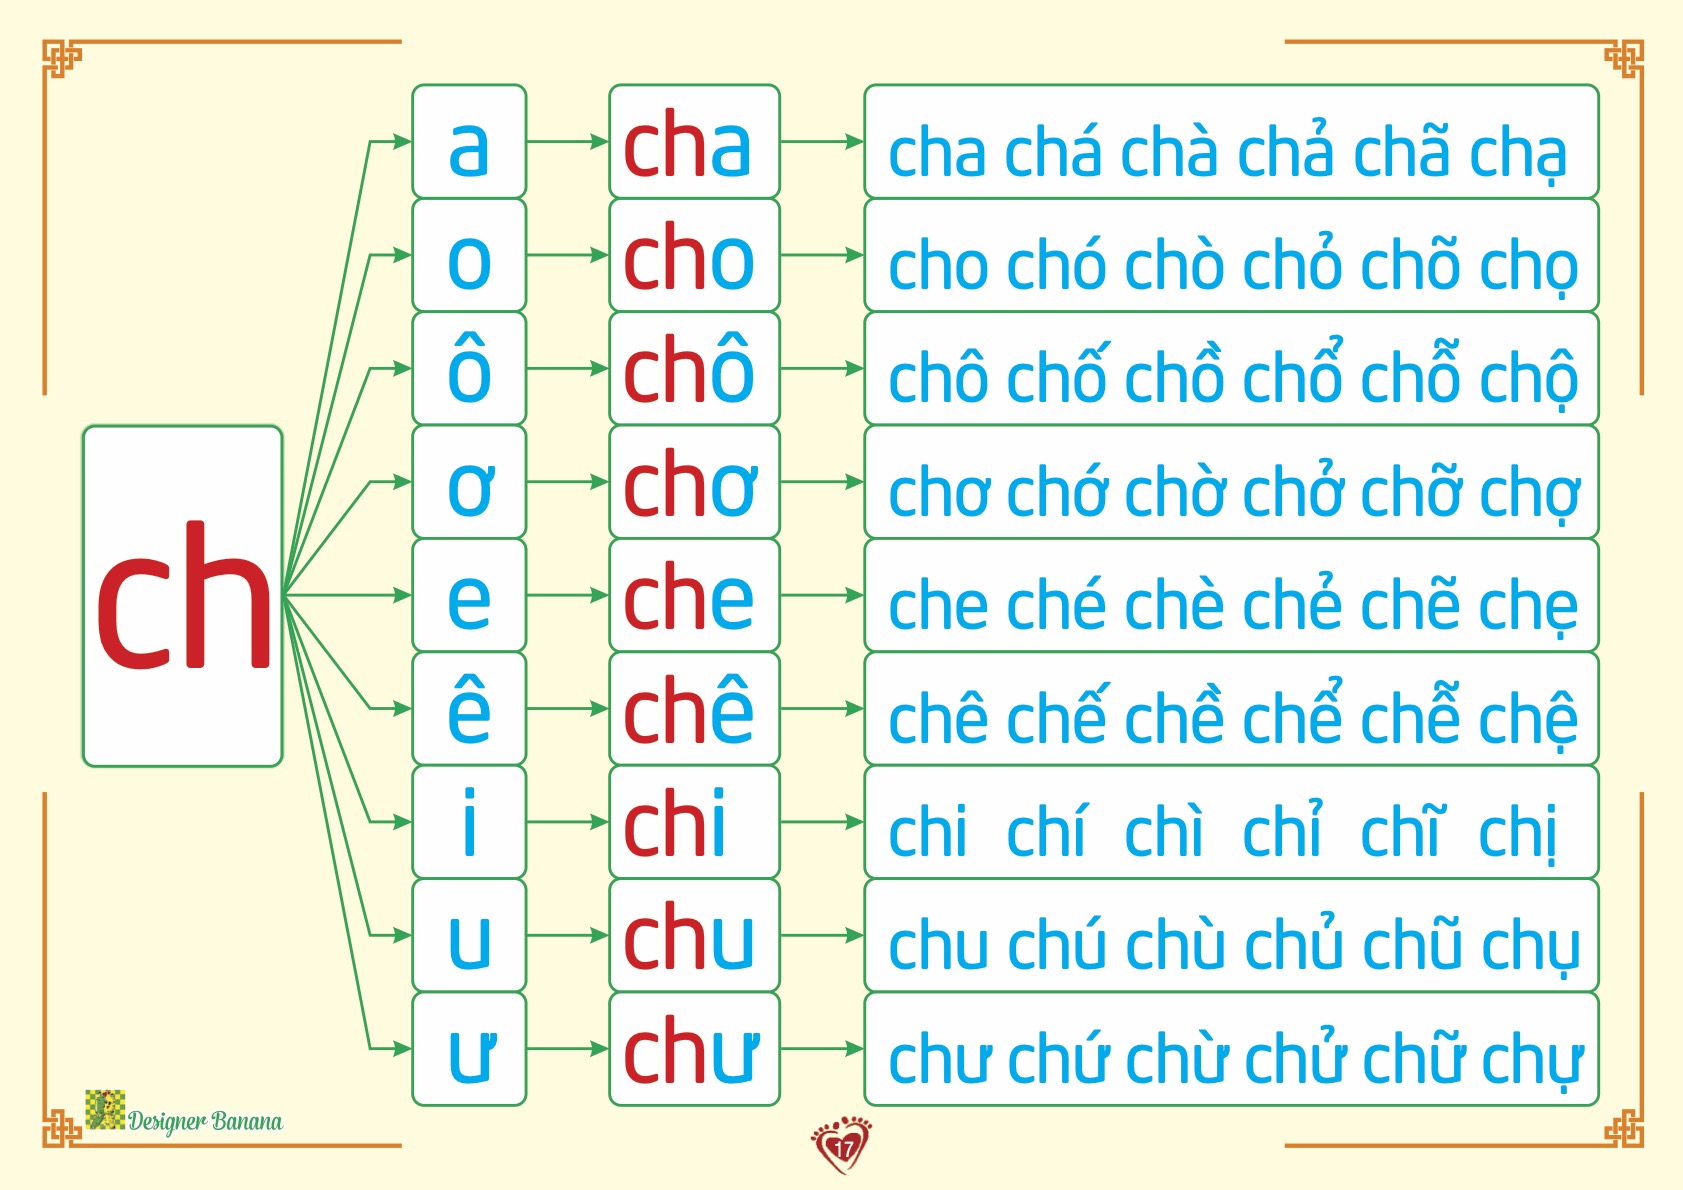 a cha cha chá chà chả chã chạ
o cho cho chó chò chỏ chõ chọ
ô chô chô chố chồ chổ chỗ chộ
ơ chơ chơ chớ chờ chở chỡ chợ
ch
e che che ché chè chẻ chẽ chẹ
ê chê chê chế chề chể chễ chệ
i chi chi chí chì chỉ chĩ chị
u chu chu chú chù chủ chũ chụ
ư chư chư chứ chừ chử chữ chự
Designer Banana
17